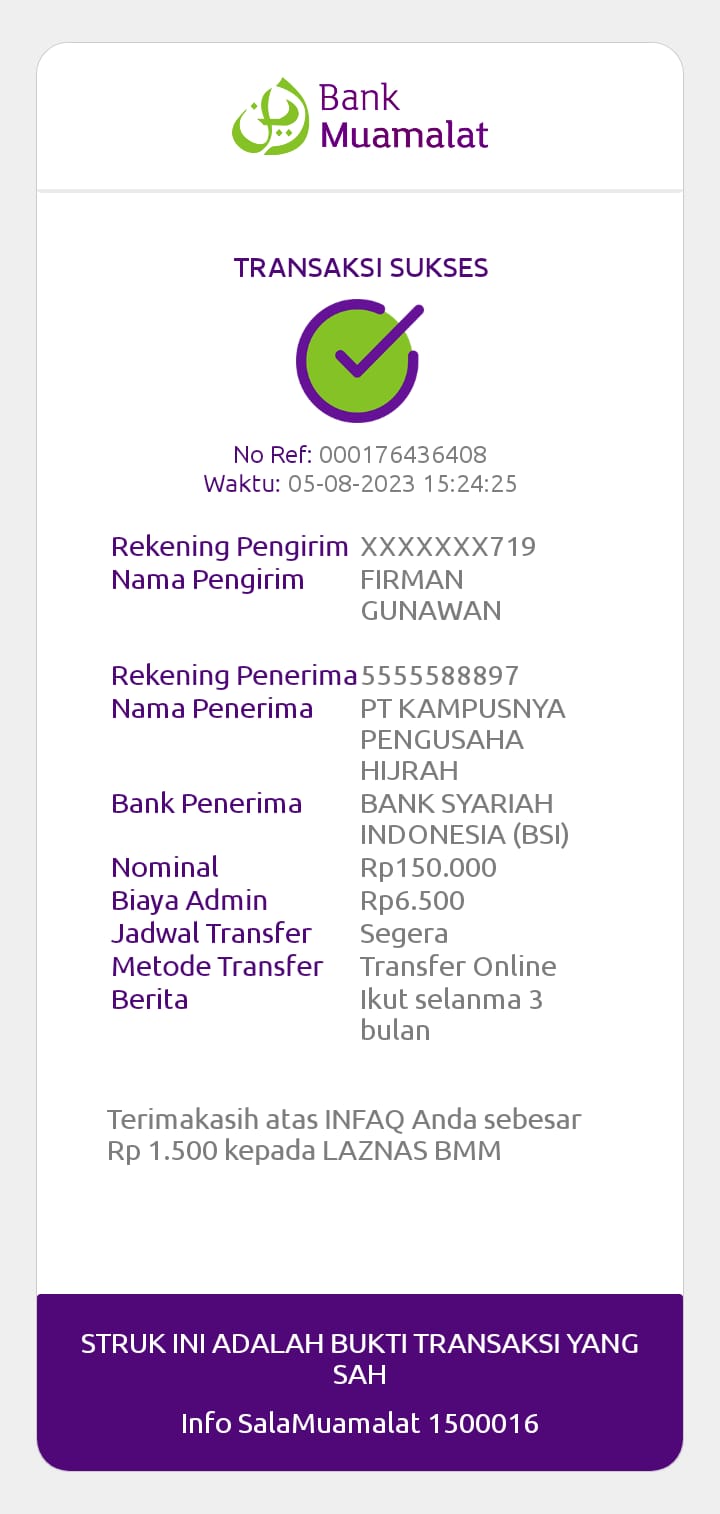 Bank
Muamalat
TRANSAKSI SUKSES
No Ref: 000176436408
Waktu: 05-08-2023 15:24:25
Rekening Pengirim XXXXXXX719
Nama Pengirim FIRMAN
GUNAWAN
Rekening Penerima 5555588897
Nama Penerima PT KAMPUSNYA
PENGUSAHA
HIJRAH
Bank Penerima BANK SYARIAH
INDONESIA (BSI)
Nominal Rp150.000
Biaya Admin Rp6.500
Jadwal Transfer Segera
Metode Transfer Transfer Online
Berita Ikut selanma 3
bulan
Terimakasih atas INFAQ Anda sebesar
Rp 1.500 kepada LAZNAS BMM
STRUK INI ADALAH BUKTI TRANSAKSI YANG
SAH
Info SalaMuamalat 1500016